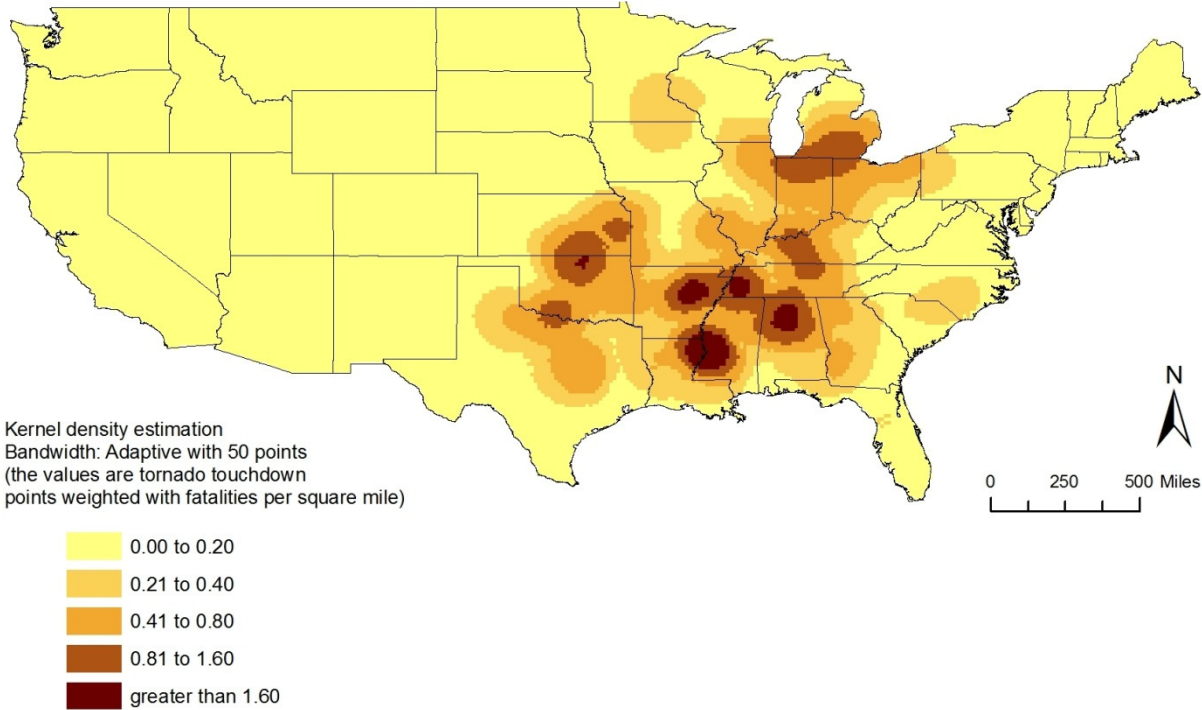 N
0 250 500 Miles
Kernel density estimation
Bandwidth: Adaptive with 50 points
(the values are tornado touchdown
points weighted with fatalities per square mile)
0.00 to 0.20
0.21 to 0.40
0.41 to 0.80
0.81 to 1.60
greater than 1.60